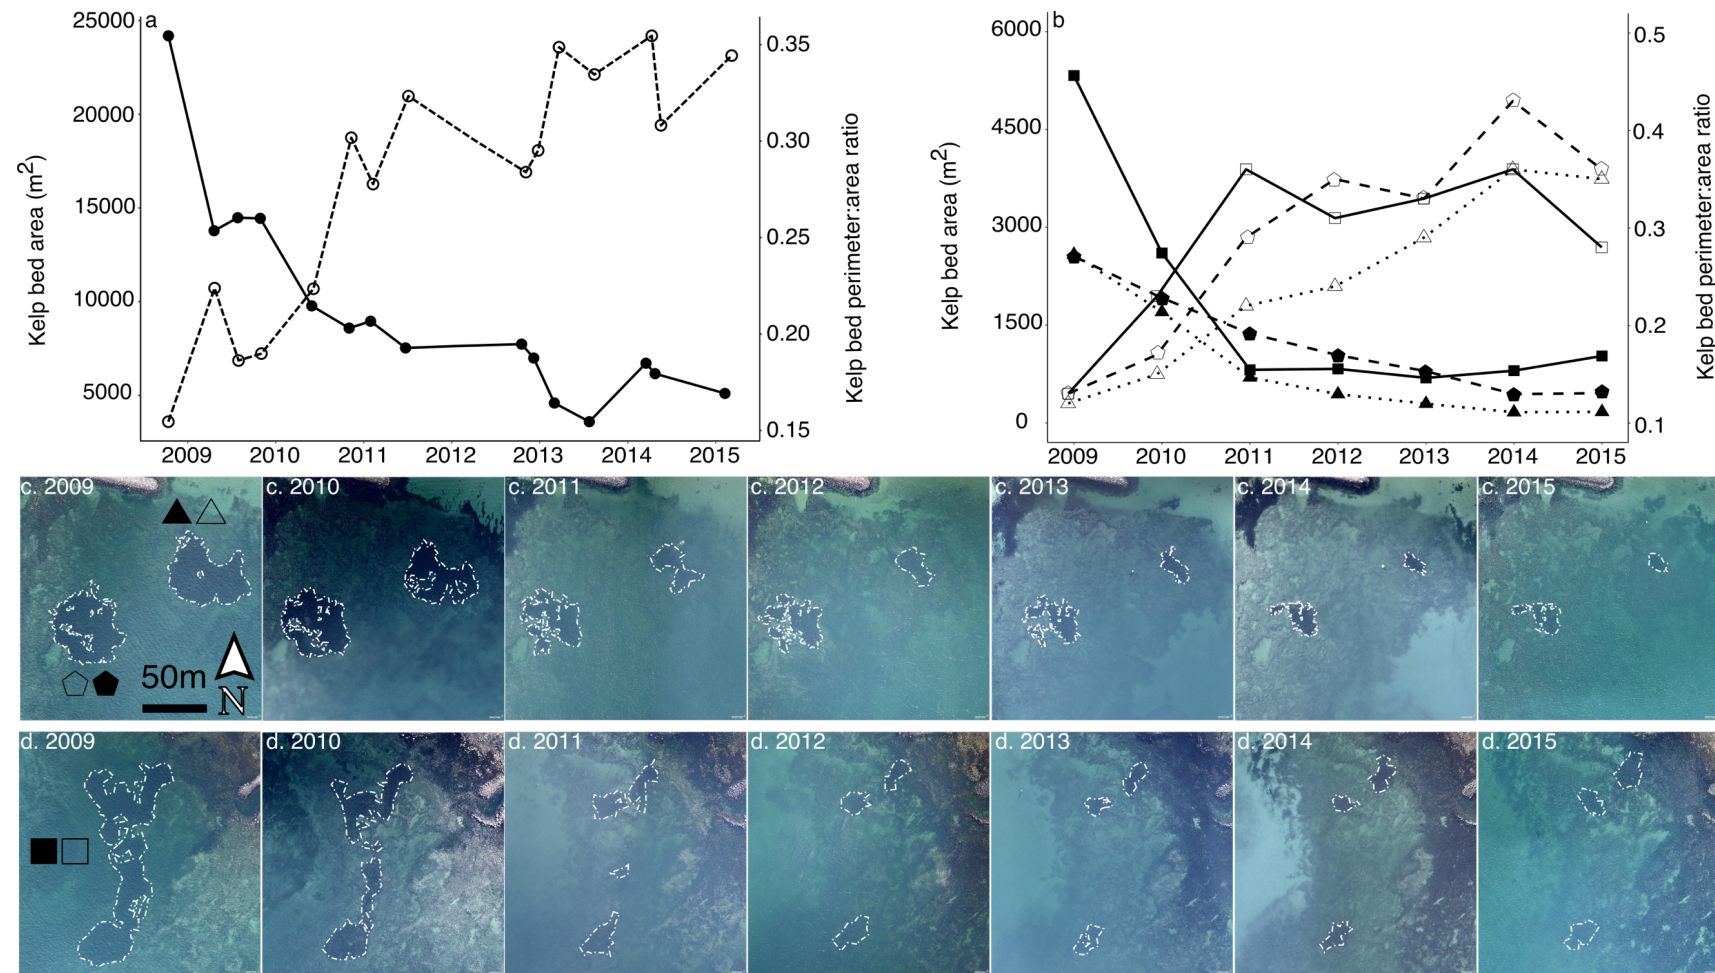 a
Kelp bed area (m2)
25000
20000
15000
10000
5000
0.35
0.30
0.25
0.20
0.15
Kelp bed perimeter:area ratio
2009 2010 2011 2012 2013 2014 2015
b
Kelp bed area (m2)
6000
4500
3000
1500
0
0.5
0.4
0.3
0.2
0.1
Kelp bed perimeter:area ratio
2009 2010 2011 2012 2013 2014 2015
c. 2009 c. 2010 c. 2011 c. 2012 c. 2013 c. 2014 c. 2015
50m
N
d. 2009 d. 2010 d. 2011 d. 2012 d. 2013 d. 2014 d. 2015